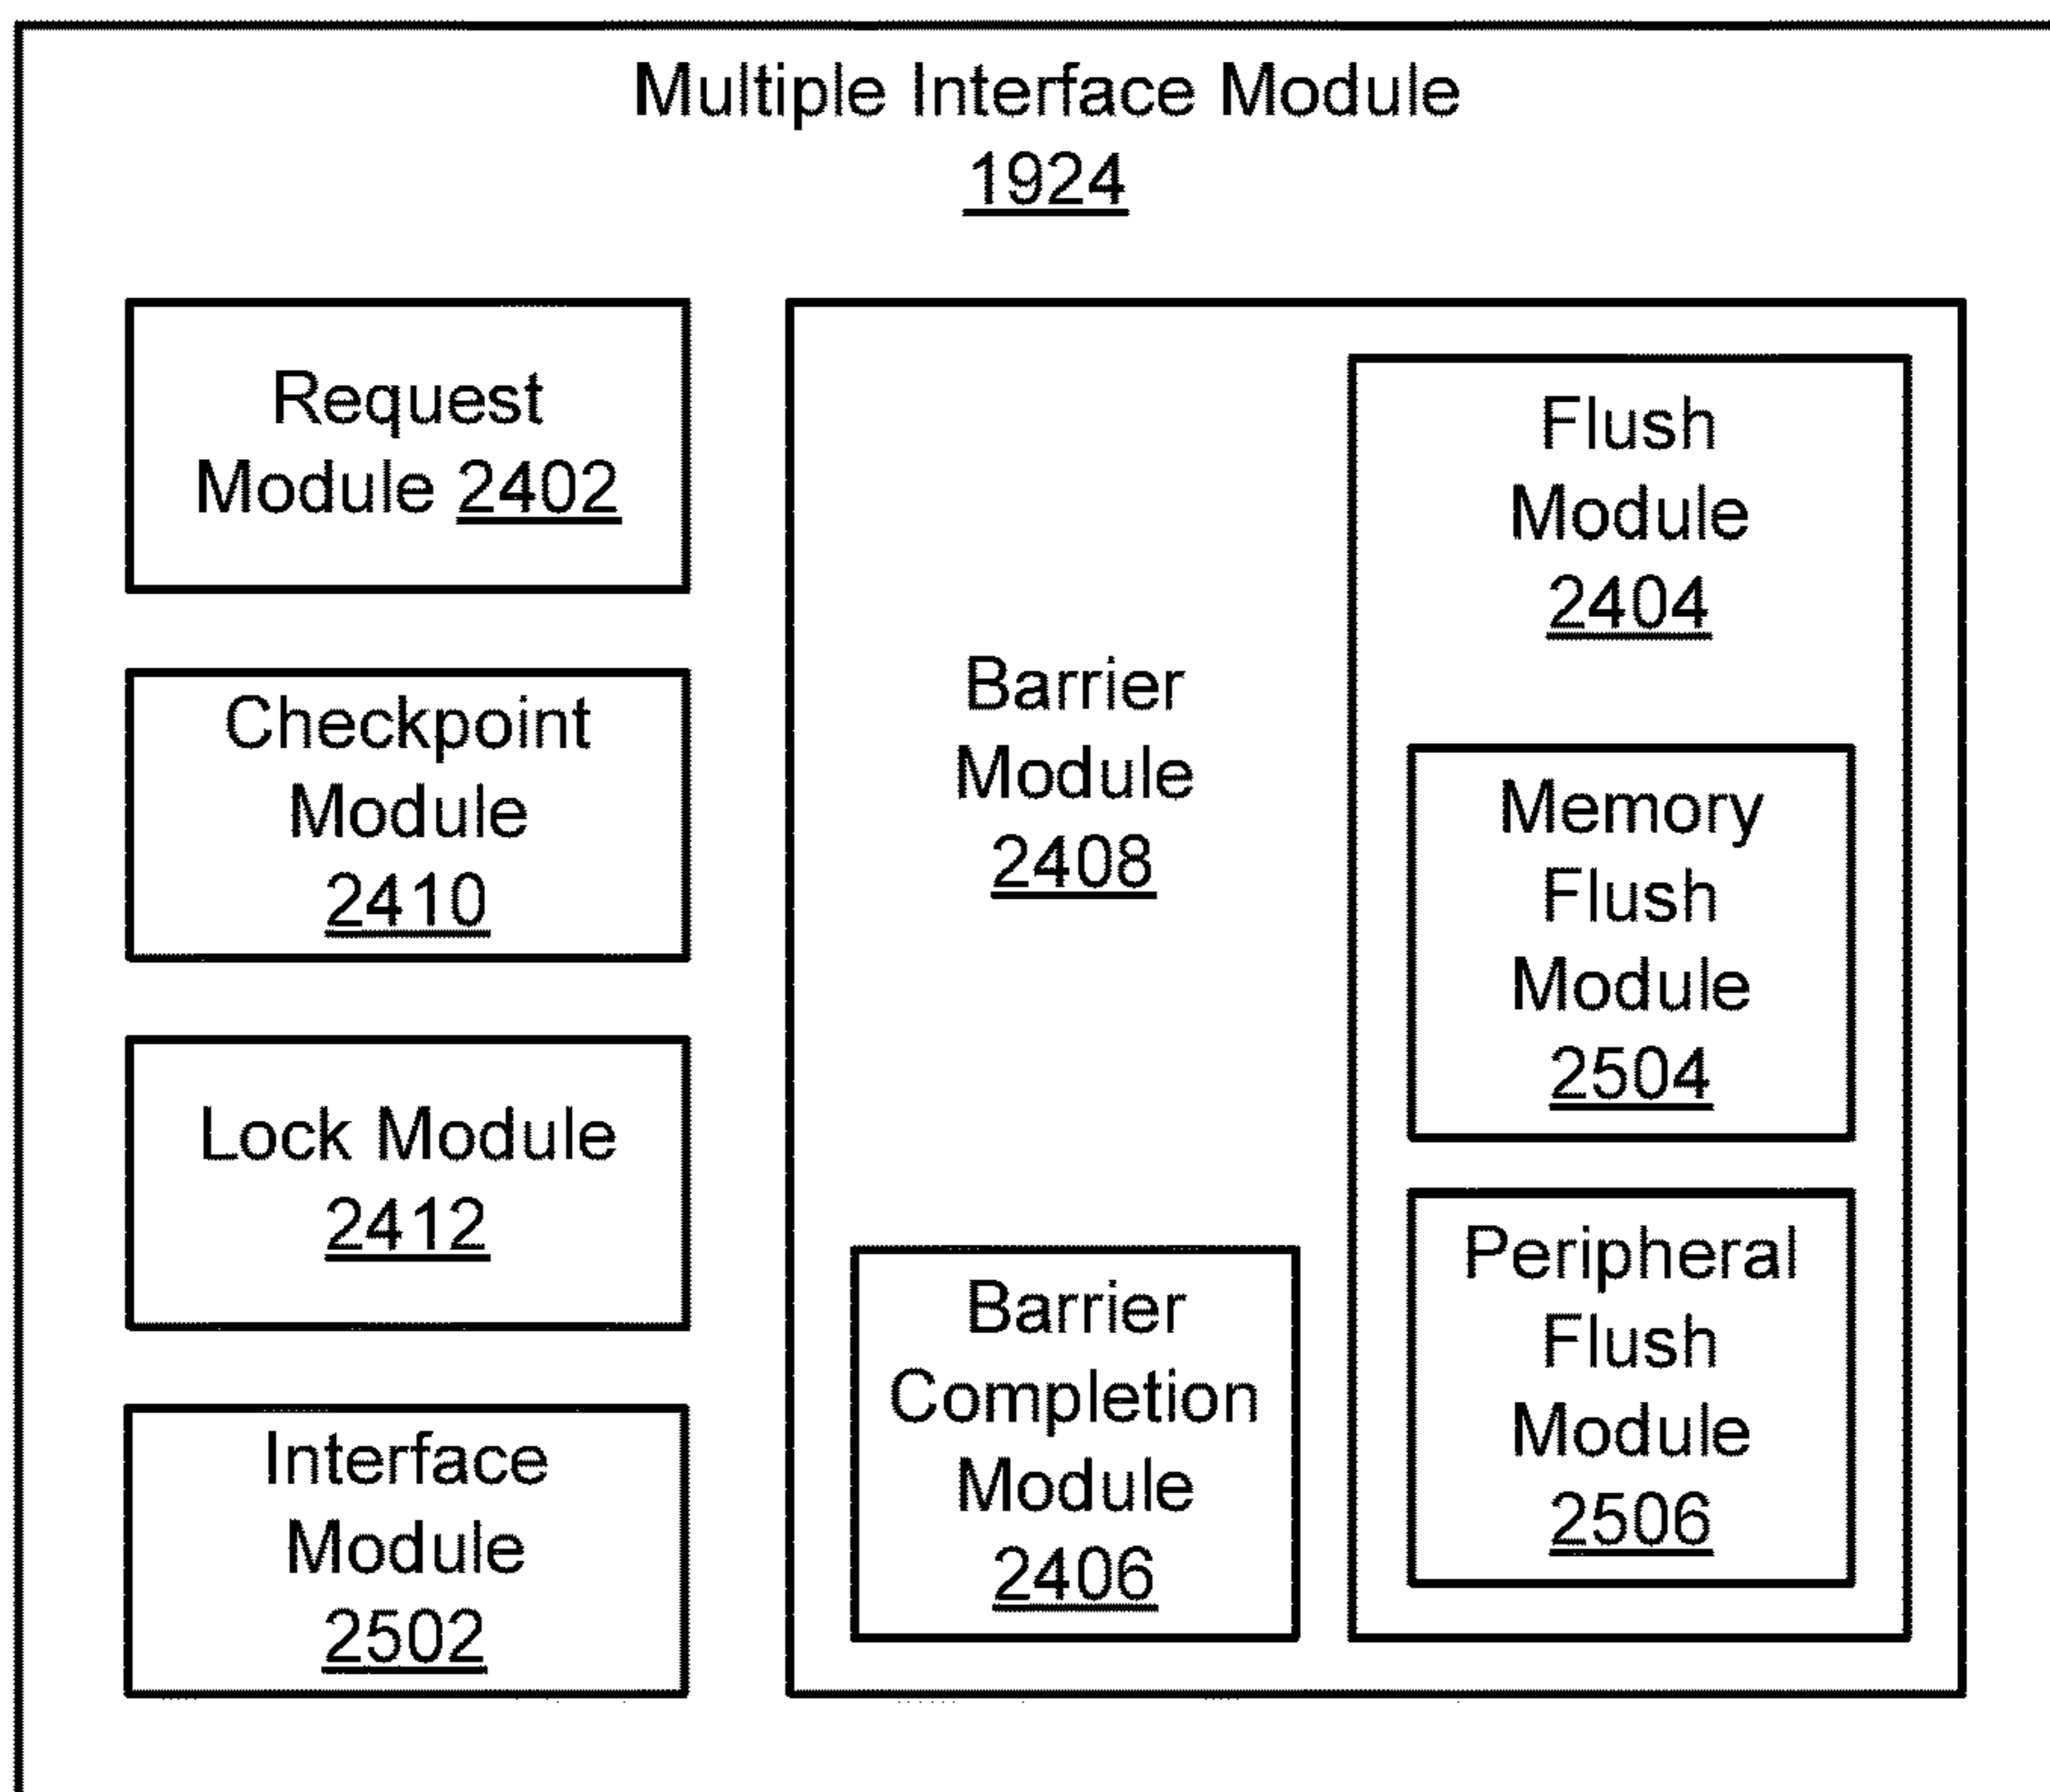 Multiple Interface Module
1924
Request
Module 2402
Checkpoint
Module
2410
Lock Module
2412
Interface
Module
2502
Barrier
Module
2408
Barrier
Completion
Module
2406
Flush
Module
2404
Memory
Flush
Module
2504
Peripheral
Flush
Module
2506